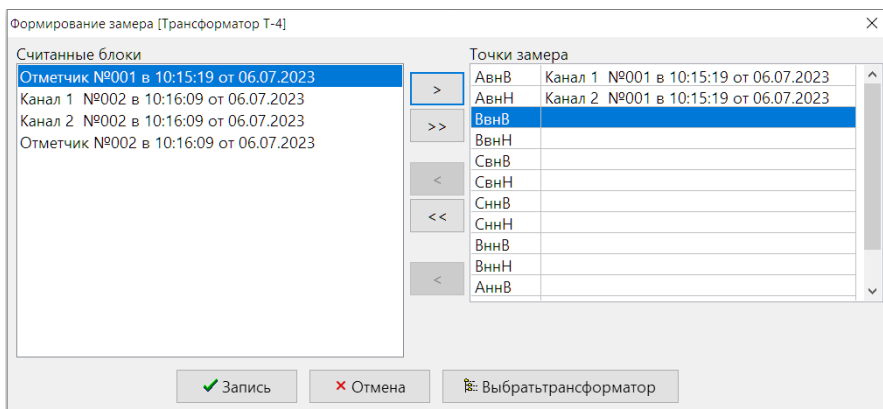 Формирование замера [Трансформатор Т-4]
Считанные блоки
Отметчик №001 в 10:15:19 от 06.07.2023
Канал 1 №002 в 10:16:09 от 06.07.2023
Канал 2 №002 в 10:16:09 от 06.07.2023
Отметчик №002 в 10:16:09 от 06.07.2023
>
>>
<
<<
<
Точки замера
АвнВ Канал 1 №001 в 10:15:19 от 06.07.2023
АвнН Канал 2 №001 в 10:15:19 от 06.07.2023
ВвнВ
ВвнН
СвнВ
СвнН
СннВ
СннН
ВннВ
ВннН
АннВ
Запись
Отмена
Выбратьтрансформатор